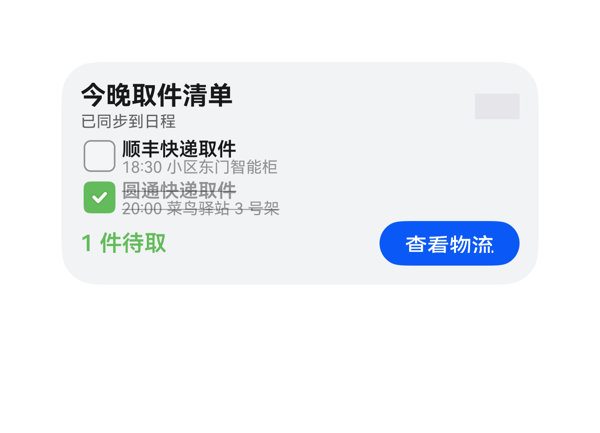 今晚取件清单
已同步到日程
顺丰快递取件
18:30 小区东门智能柜
圆通快递取件
20:00 菜鸟驿站 3 号架
1 件待取
查看物流